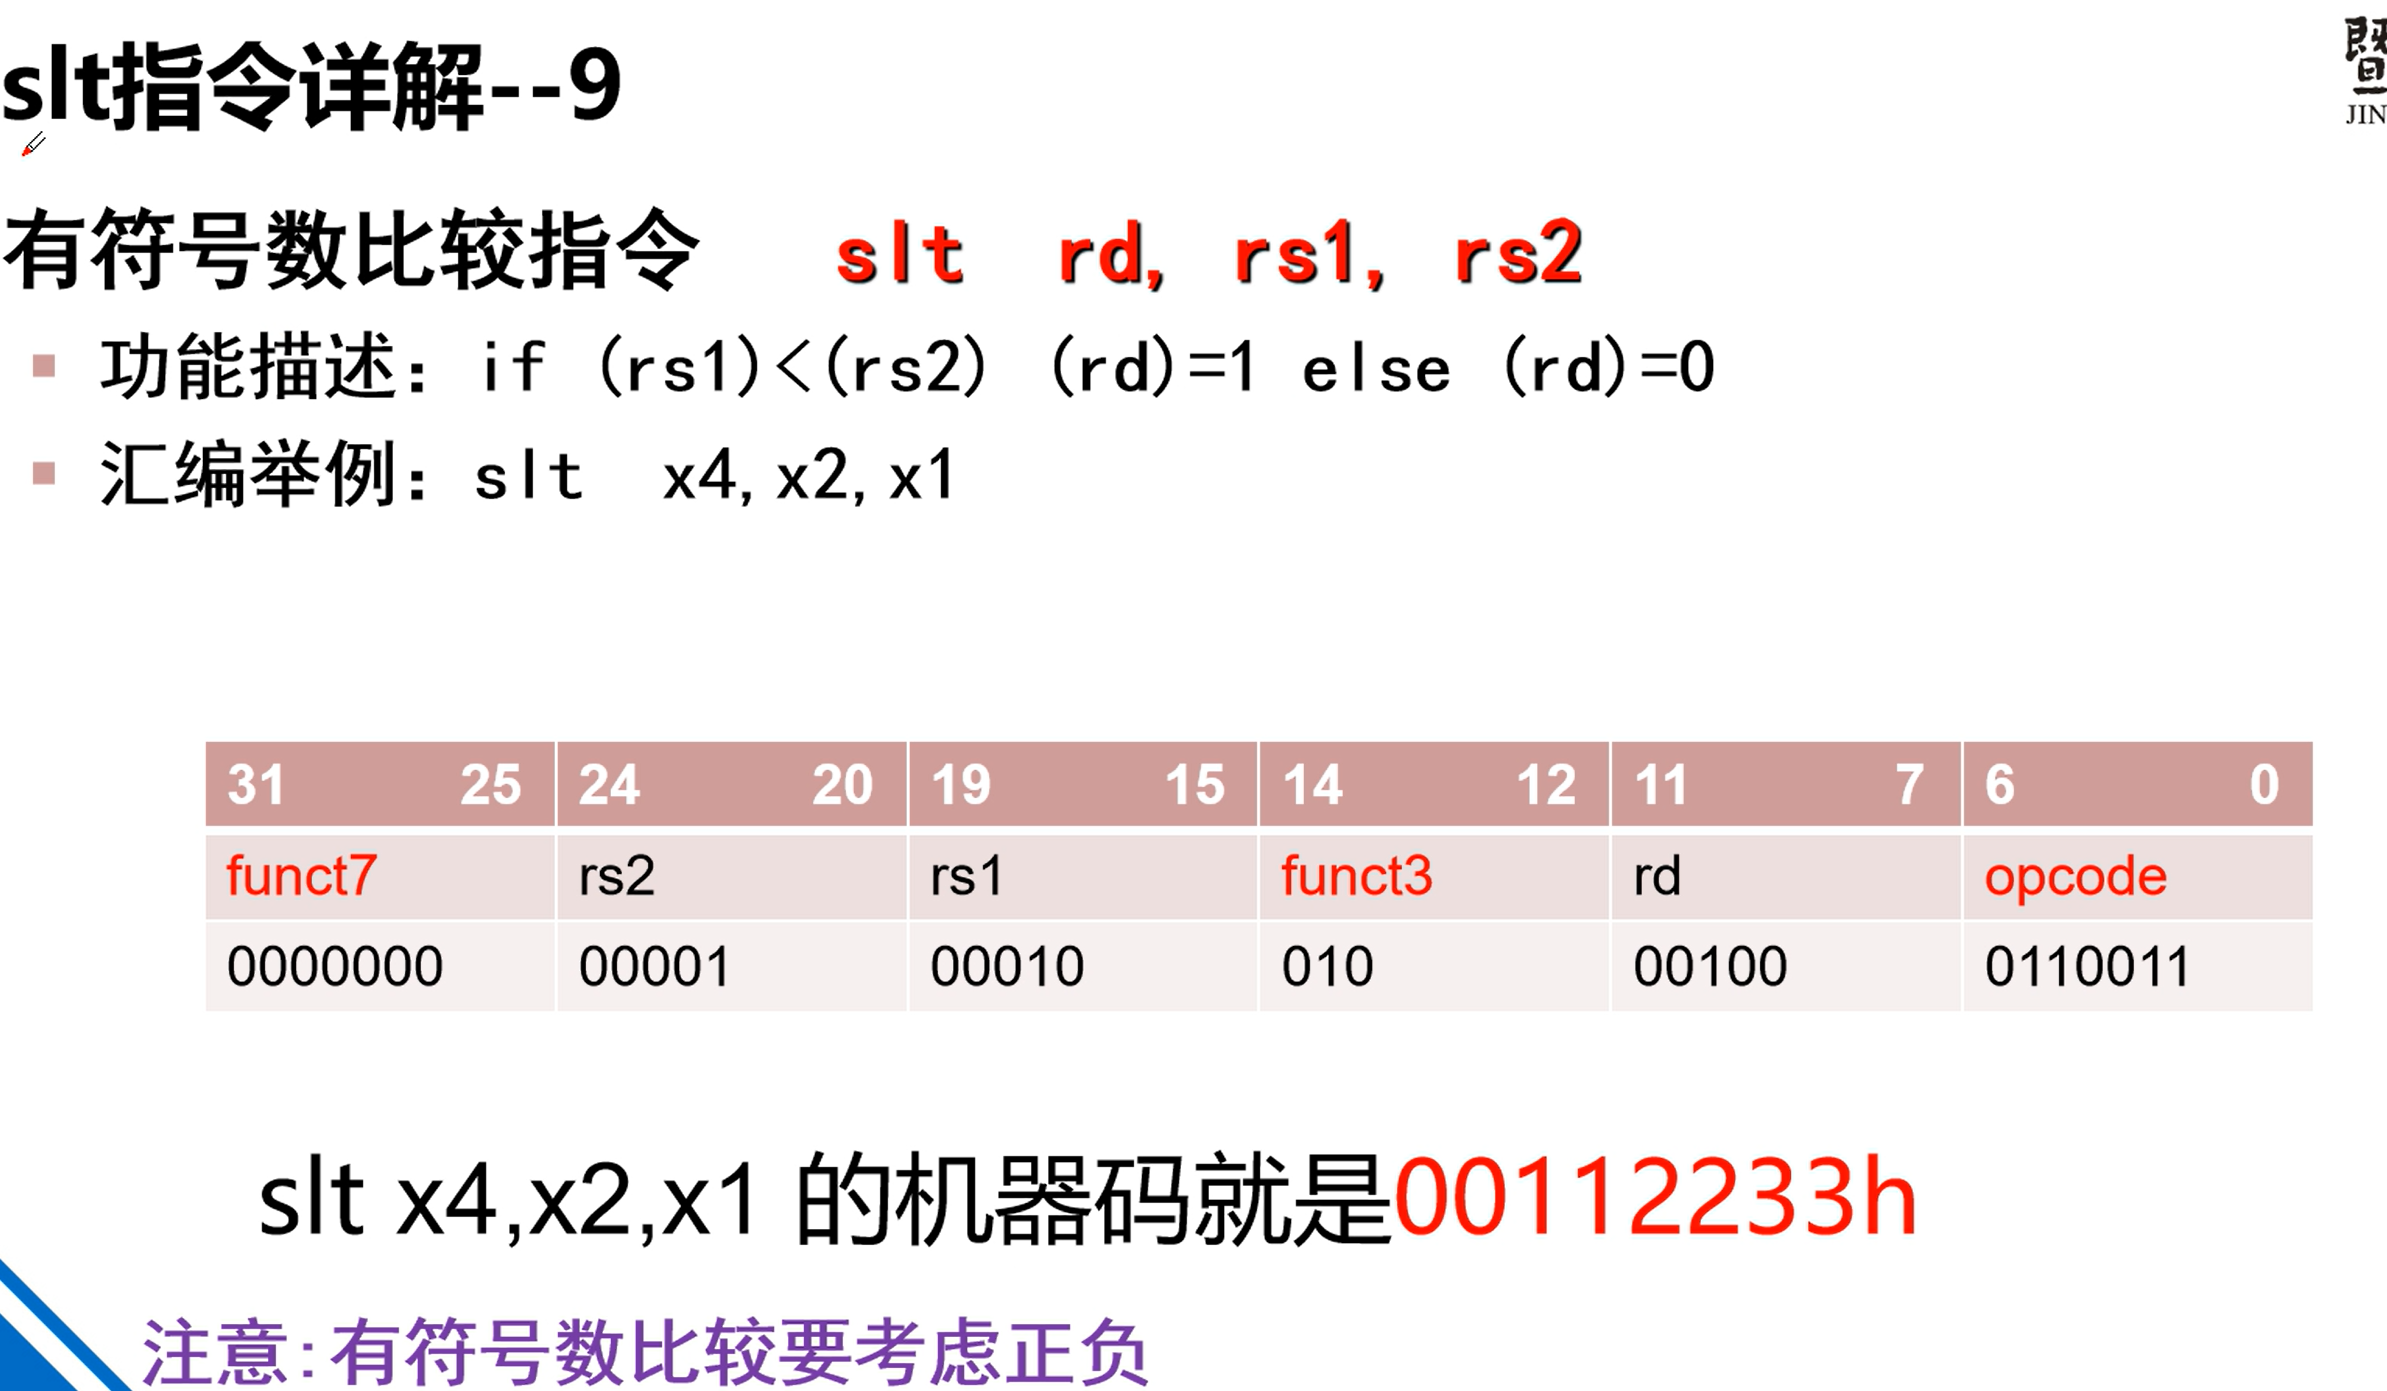 slt指令详解--9
JIN
有符号数比较指令 slt rd, rs1, rs2
功能描述： if (rs1)<(rs2) (rd)=1 else (rd)=0
汇编举例： slt x4, x2, x1
31 25 24 20 19 15 14 12 11 7 6 0
funct7 rs2 rs1 funct3 rd opcode
0000000 00001 00010 010 00100 0110011
slt x4,x2,x1 的机器码就是00112233h
注意:有符号数比较要考虑正负